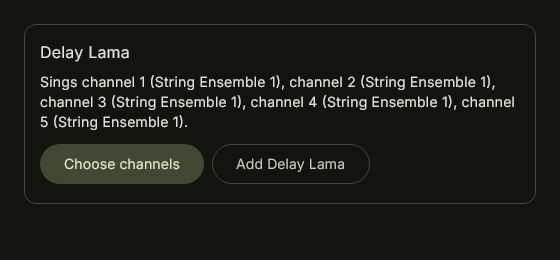 Delay Lama
Sings channel 1 (String Ensemble 1), channel 2 (String Ensemble 1),
channel 3 (String Ensemble 1), channel 4 (String Ensemble 1), channel
5 (String Ensemble 1).
Choose channels
Add Delay Lama